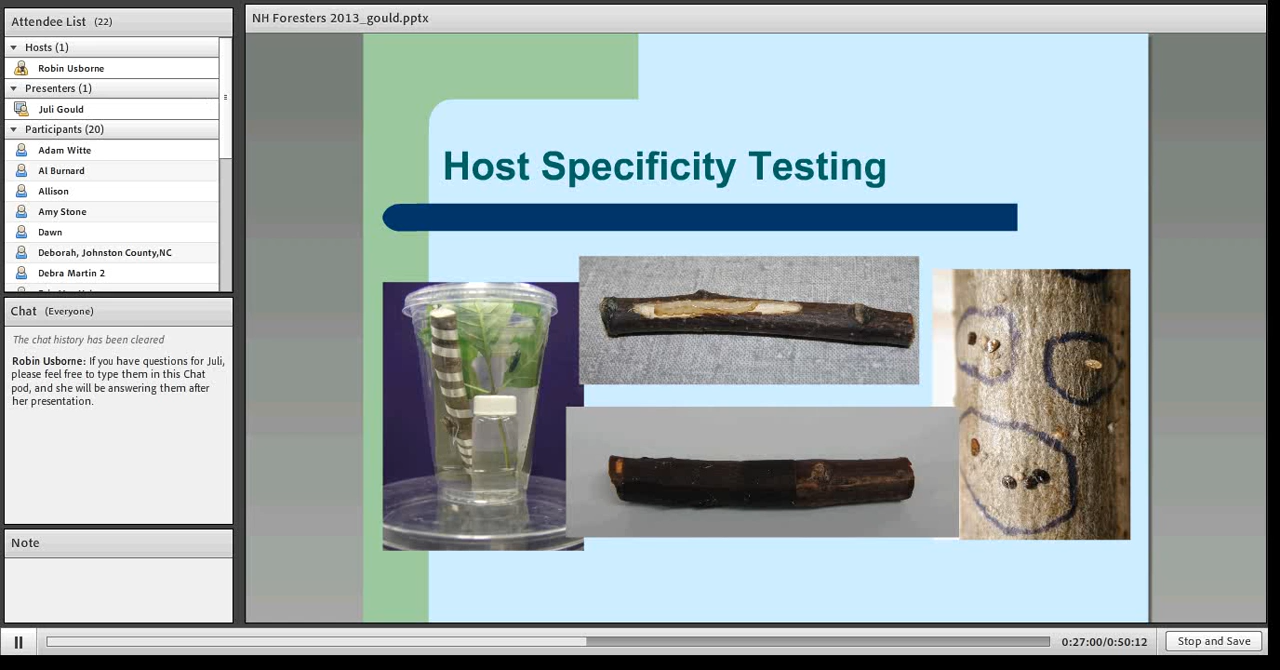 Attendee List (22)
Hosts (1)
Robin Usborne
Presenters (1)
Juli Gould
Participants (20)
Adam Witte
Al Burnard
Allison
Amy Stone
Dawn
Deborah, Johnston County,NC
Debra Martin 2
Chat (Everyone)
The chat history has been cleared
Robin Usborne: If you have questions for Juli,
please feel free to type them in this Chat
pod, and she will be answering them after
her presentation.
Note
NH Foresters 2013_gould.pptx
Host Specificity Testing
0:27:00/0:50:12
Stop and Save